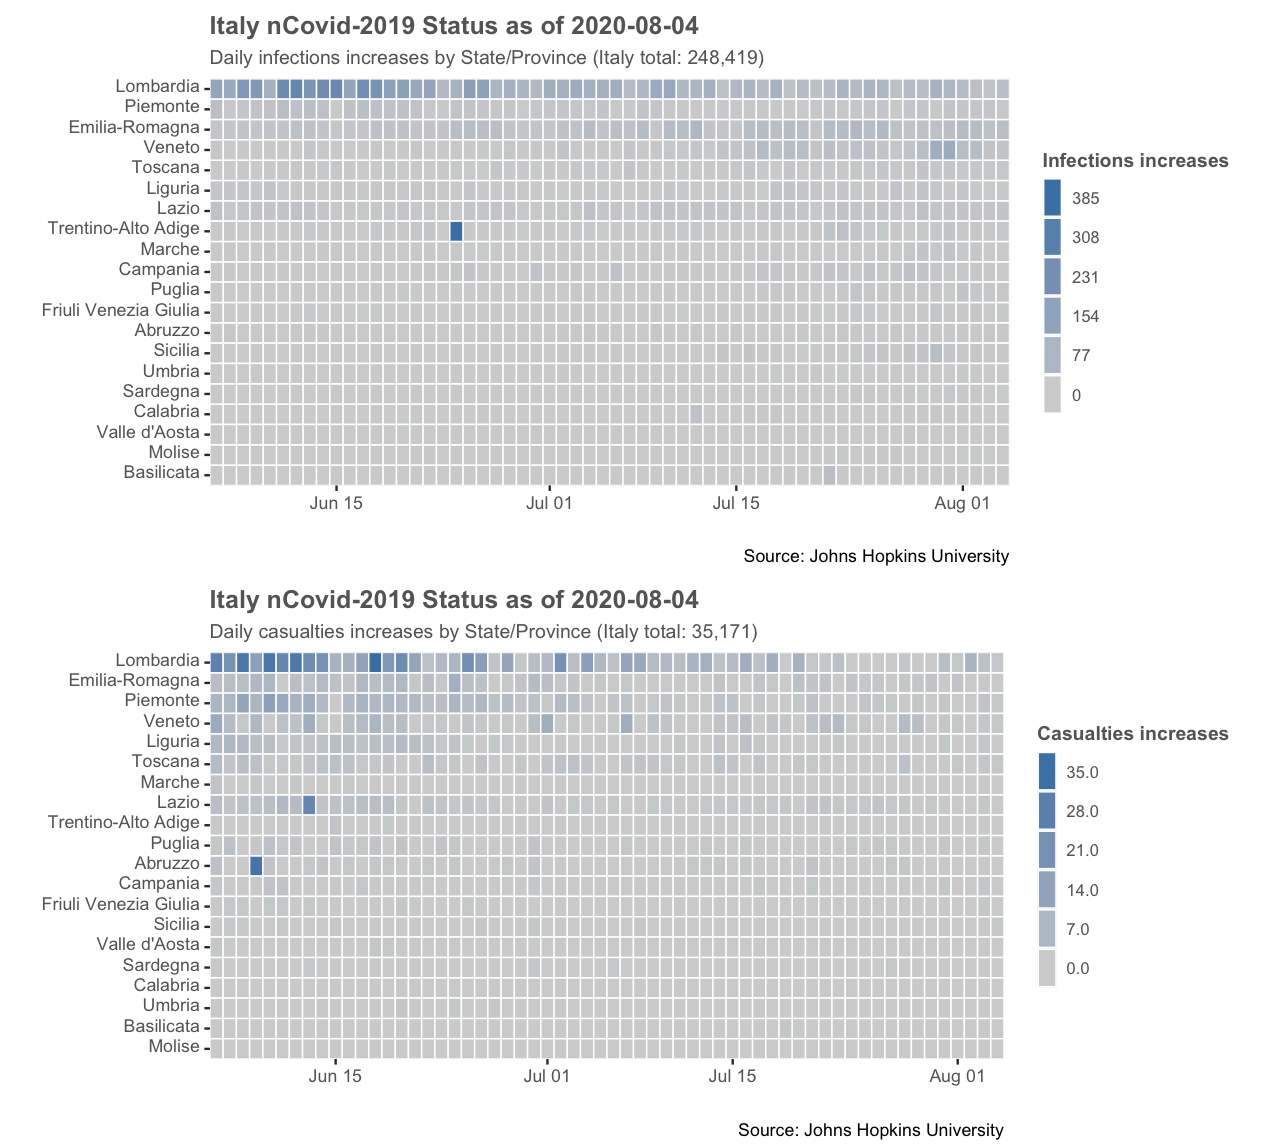 Italy nCovid-2019 Status as of 2020-08-04
Daily infections increases by State/Province (Italy total: 248,419)
Lombardia
Piemonte
Emilia-Romagna
Veneto
Toscana
Liguria
Lazio
Trentino-Alto Adige
Marche
Campania
Puglia
Friuli Venezia Giulia
Abruzzo
Sicilia
Umbria
Sardegna
Calabria
Valle d'Aosta
Molise
Basilicata
Jun 15 Jul 01 Jul 15 Aug 01
Infections increases
385
308
231
154
77
0
Source: Johns Hopkins University
Italy nCovid-2019 Status as of 2020-08-04
Daily casualties increases by State/Province (Italy total: 35,171)
Lombardia
Emilia-Romagna
Piemonte
Veneto
Liguria
Toscana
Marche
Lazio
Trentino-Alto Adige
Puglia
Abruzzo
Campania
Friuli Venezia Giulia
Sicilia
Valle d'Aosta
Sardegna
Calabria
Umbria
Basilicata
Molise
Jun 15 Jul 01 Jul 15 Aug 01
Casualties increases
35.0
28.0
21.0
14.0
7.0
0.0
Source: Johns Hopkins University